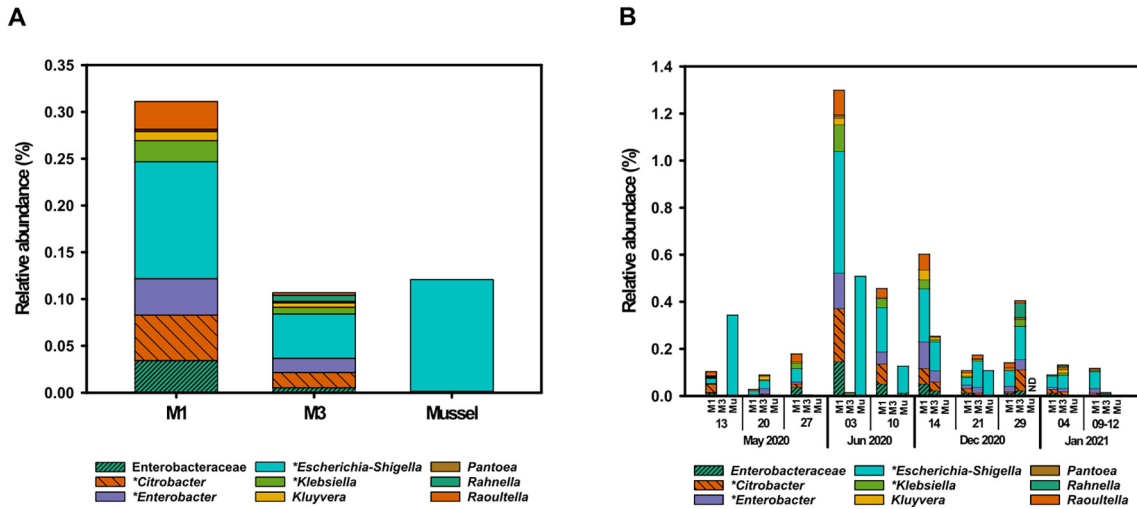 A
B
Relative abundance (%)
0.35
0.30
0.25
0.20
0.15
0.10
0.05
0.00
M1 M3 Mussel
Enterobacteraceae *Escherichia-Shigella Pantoea
*Citrobacter *Klebsiella Rahnella
*Enterobacter Kluyvera Raoultella
Relative abundace (%)
1.4
1.2
1.0
0.8
0.6
0.4
0.2
0.0
ND
M1 M3 Mu M1 M3 Mu M1 M3 Mu M1 M3 Mu M1 M3 Mu M1 M3 Mu M1 M3 Mu M1 M3 Mu M1 M3 Mu M1 M3 Mu
13 20 27 03 10 14 21 29 04 09-12
May 2020 Jun 2020 Dec 2020 Jan 2021
Enterobacteraceae *Escherichia-Shigella Pantoea
*Citrobacter *Klebsiella Rahnella
*Enterobacter Kluyvera Raoultella